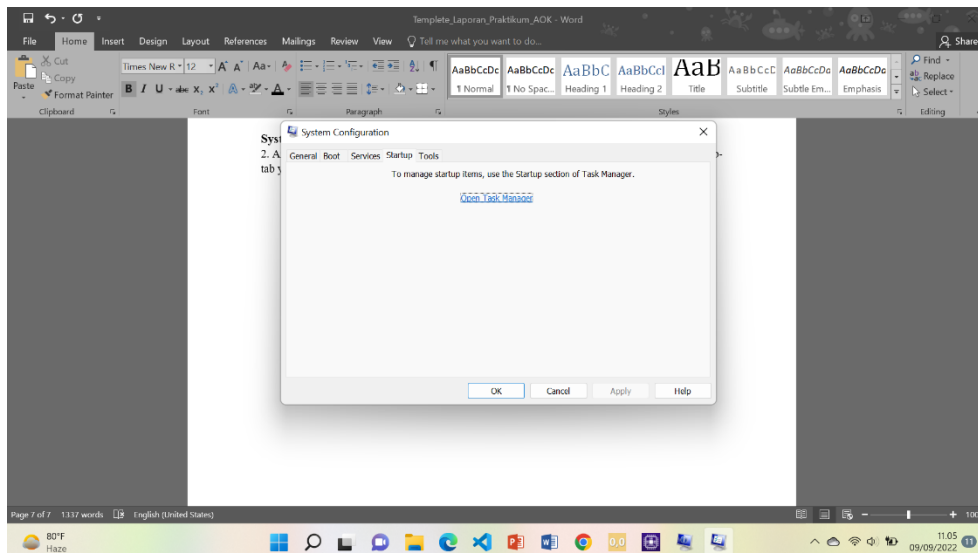 Templete_Laporan_Praktikum_AOK - Word
File Home Insert Design Layout References Mailings Review View Tell me what you want to do... Share
Paste
Cut
Copy
Format Painter
Clipboard
Times New R 12
Font
Paragraph
AaBbCcDc AaBbCcDc AaBbC AaBbCcI AaB AaBbCcD AaBbCcDa AaBbCcDa
¶ Normal ¶ No Spac... Heading 1 Heading 2 Title Subtitle Subtle Em... Emphasis
Styles
Find
Replace
Select
Editing
Syst
2. A
tab y
System Configuration
General Boot Services Startup Tools
To manage startup items, use the Startup section of Task Manager.
Open Task Manager
OK Cancel Apply Help
Page 7 of 7 1337 words English (United States)
100
80°F
Haze
11.05
09/09/2022
11